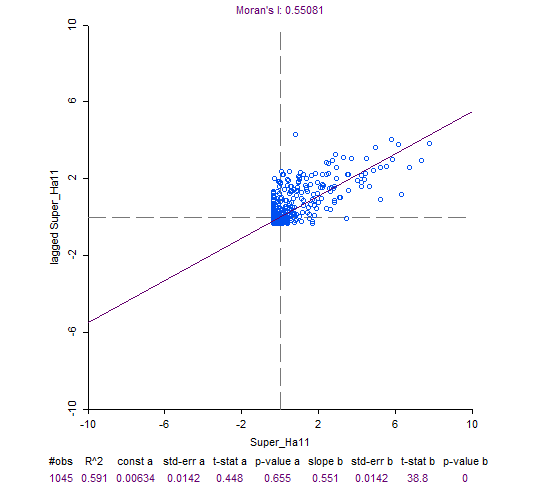 Moran's I: 0.55081
10
6
2
-2
-6
-10
lagged Super_Ha11
-10 -6 -2 2 6 10
Super_Ha11
#obs R^2 const a std-err a t-stat a p-value a slope b std-err b t-stat b p-value b
1045 0.591 0.00634 0.0142 0.448 0.655 0.551 0.0142 38.8 0